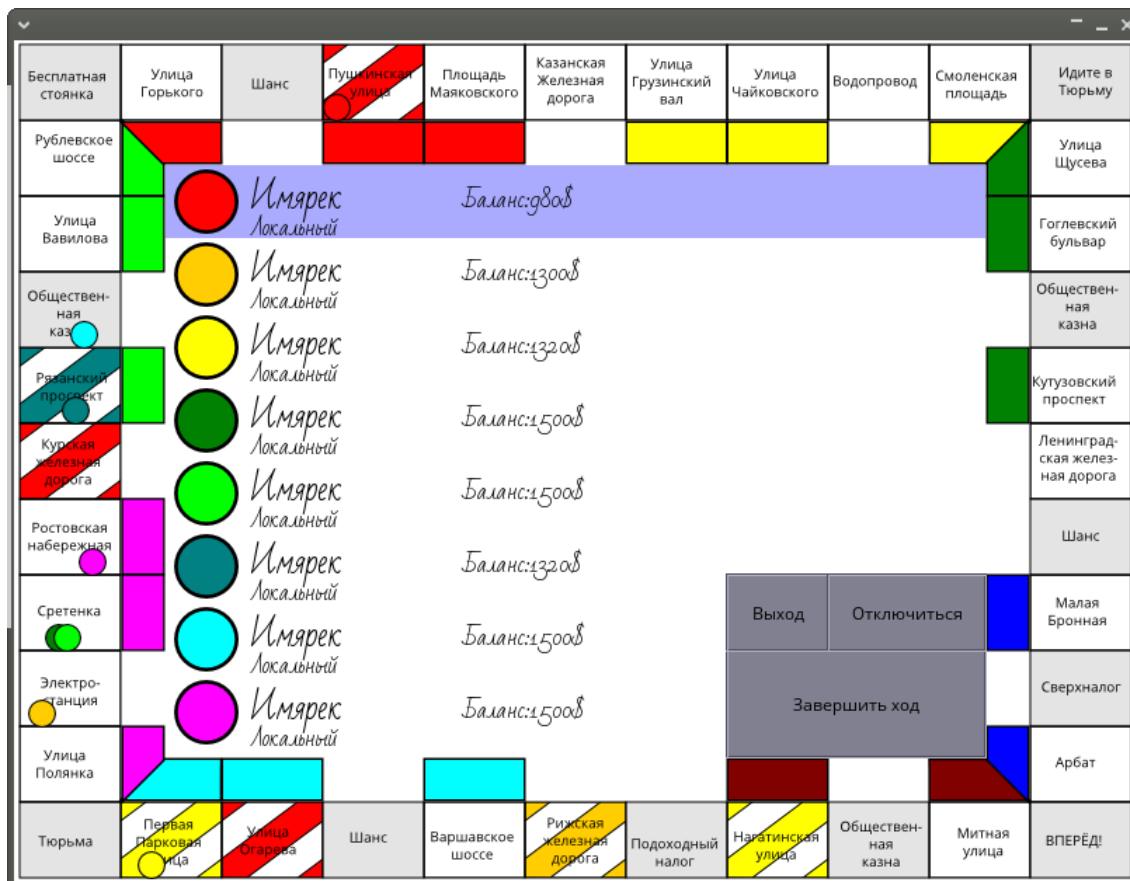 Бесплатная
стоянка
Улица
Горького
Шанс
Пушкинская
улица
Площадь
Маяковского
Казанская
Железная
дорога
Улица
Грузинский
вал
Улица
Чайковского
Водопровод
Смоленская
площадь
Идите в
Тюрьму
Рублевское
шоссе
Улица
Вавилова
Обществен-
ная
каз
Рязанский
проспект
Курская
железная
дорога
Ростовская
набережная
Сретенка
Электро-
станция
Улица
Полянка
Имярек
Локальный
Баланс:980$
Имярек
Локальный
Баланс:1300$
Имярек
Локальный
Баланс:1320$
Имярек
Локальный
Баланс:1500$
Имярек
Локальный
Баланс:1500$
Имярек
Локальный
Баланс:1320$
Имярек
Локальный
Баланс:1500$
Имярек
Локальный
Баланс:1500$
Выход
Отключиться
Завершить ход
Улица
Щусева
Гоглевский
бульвар
Обществен-
ная
казна
Кутузовский
проспект
Ленинград-
ская желез-
ная дорога
Шанс
Малая
Бронная
Сверхналог
Арбат
Тюрьма
Первая
Парковая
улица
Улица
Огарева
Шанс
Варшавское
шоссе
Рижская
железная
дорога
Подоходный
налог
Нагатинская
улица
Обществен-
ная
казна
Митная
улица
ВПЕРЁД!